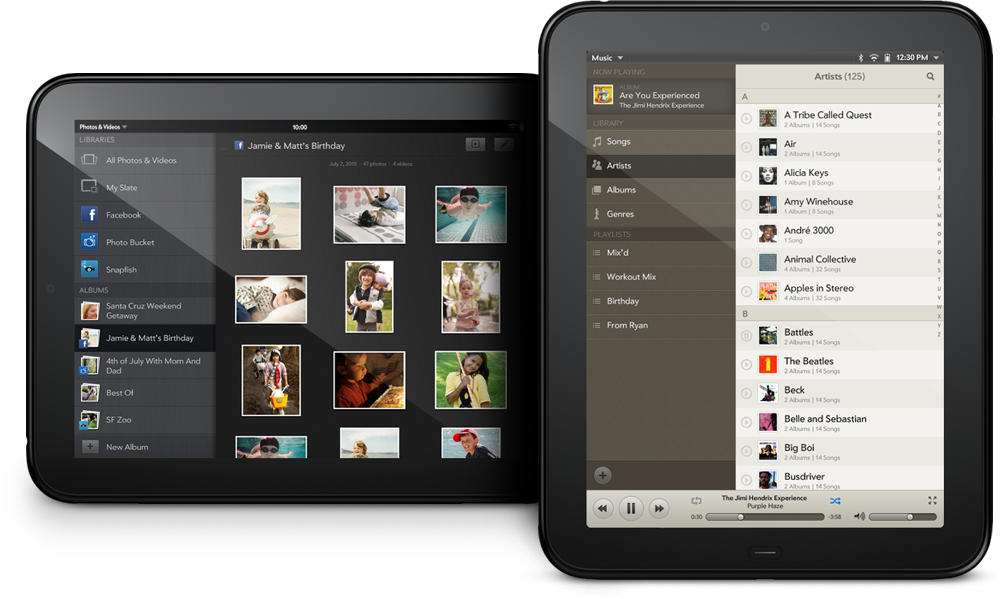 Photos & Videos
10:00
LIBRARIES
All Photos & Videos
My Slate
Facebook
Photo Bucket
Snapfish
ALBUMS
Santa Cruz Weekend
Getaway
Jamie & Matt's Birthday
4th of July With Mom And
Dad
Best Of
SF Zoo
New Album
f Jamie & Matt's Birthday
July 2, 2010 | 47 photos | 4 videos
Music
12:30 PM
NOW PLAYING
ALBUM
Are You Experienced
The Jimi Hendrix Experience
LIBRARY
Songs
Artists
Albums
Genres
PLAYLISTS
Mix'd
Workout Mix
Birthday
From Ryan
Artists (125)
A
A Tribe Called Quest
2 Albums | 14 Songs
Air
2 Albums | 14 Songs
Alicia Keys
1 Album | 8 Songs
Amy Winehouse
1 Album | 8 Songs
André 3000
1 Song
Animal Collective
4 Albums | 32 Songs
Apples in Stereo
4 Albums | 32 Songs
B
Battles
2 Albums | 14 Songs
The Beatles
2 Albums | 14 Songs
Beck
2 Albums | 14 Songs
Belle and Sebastian
2 Albums | 14 Songs
Big Boi
2 Albums | 14 Songs
Busdriver
2 Albums | 14 Songs
The Jimi Hendrix Experience
Purple Haze
0:30
-3:58